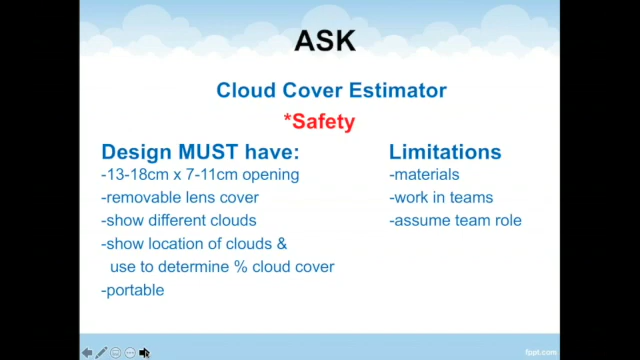 ASK
Cloud Cover Estimator
*Safety
Design MUST have:
-13-18cm x 7-11cm opening
-removable lens cover
-show different clouds
-show location of clouds &
use to determine % cloud cover
-portable
Limitations
-materials
-work in teams
-assume team role
fppt.com